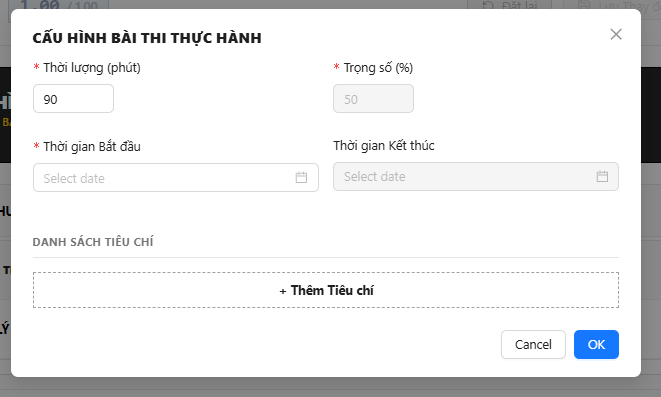 1.00 /100
Đặt lại
CẤU HÌNH BÀI THI THỰC HÀNH
* Thời lượng (phút)
* Trọng số (%)
90
50
* Thời gian Bắt đầu
Thời gian Kết thúc
Select date
Select date
DANH SÁCH TIÊU CHÍ
+ Thêm Tiêu chí
Cancel
OK